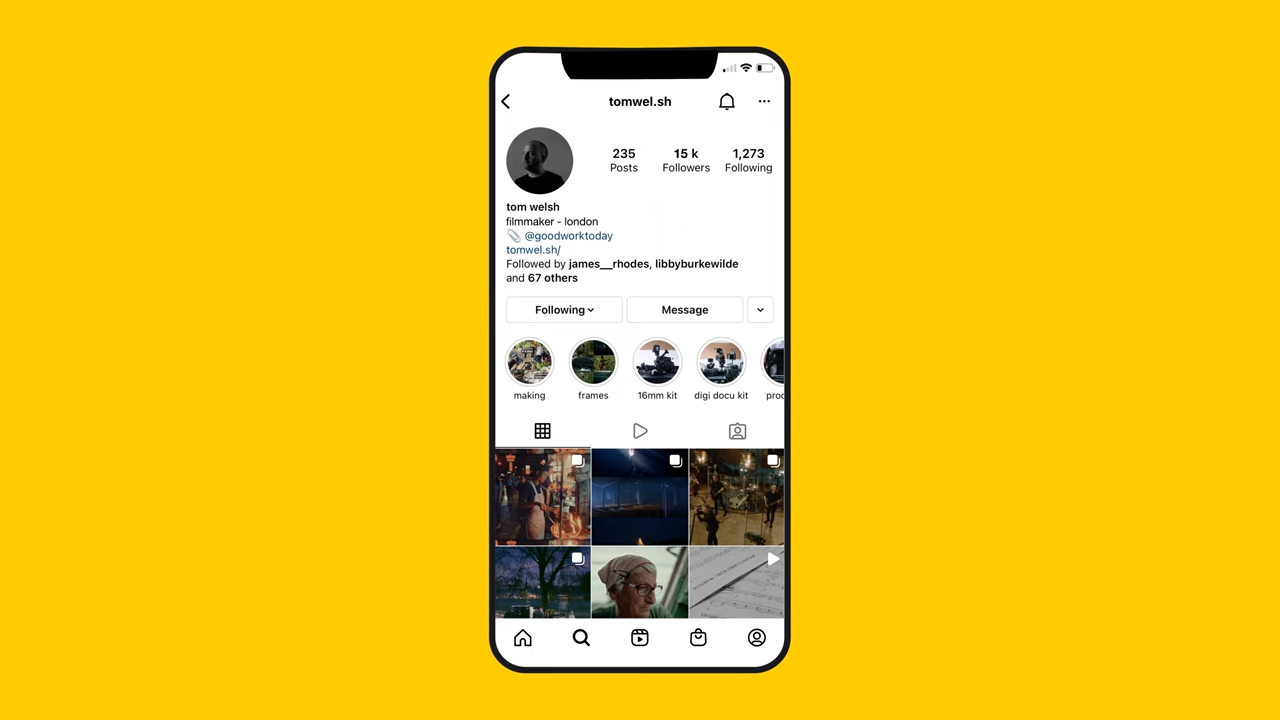 tomwel.sh
235 15 k 1,273
Posts Followers Following
tom welsh
filmmaker - london
@goodworktoday
tomwel.sh/
Followed by james__rhodes, libbyburkewilde
and 67 others
Following Message
making frames 16mm kit digi docu kit proc